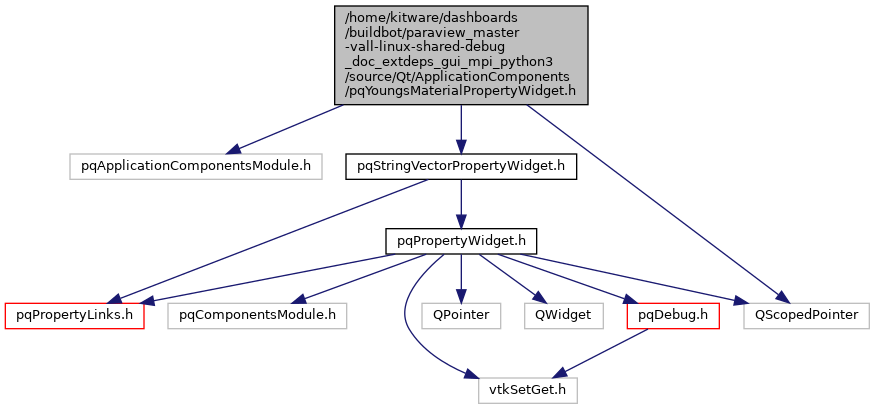 /home/kitware/dashboards
/buildbot/paraview_master
-vall-linux-shared-debug
_doc_extdeps_gui_mpi_python3
/source/Qt/ApplicationComponents
/pqYoungsMaterialPropertyWidget.h
pqApplicationComponentsModule.h
pqStringVectorPropertyWidget.h
pqPropertyWidget.h
pqPropertyLinks.h
pqComponentsModule.h
QPointer
QWidget
pqDebug.h
QScopedPointer
vtkSetGet.h